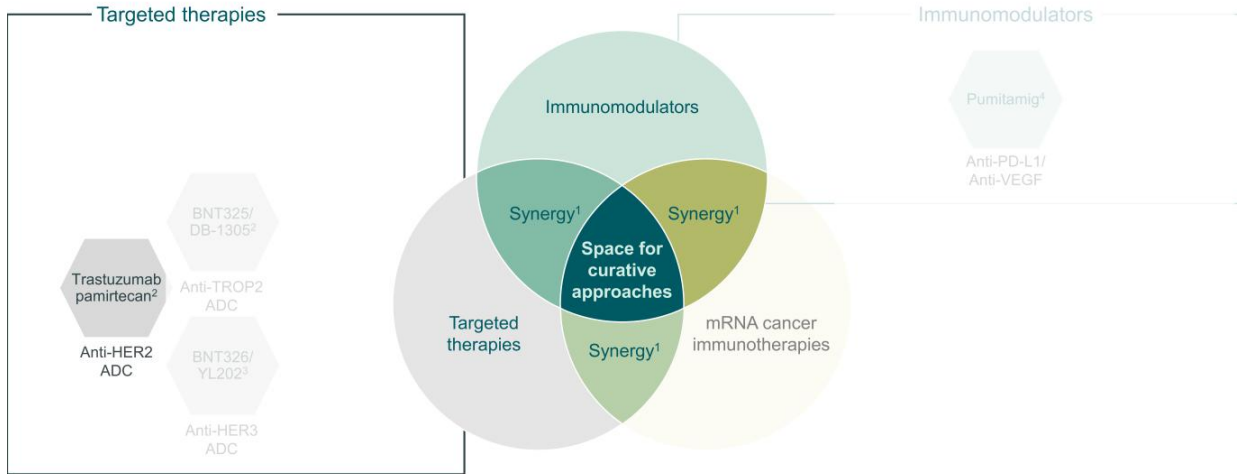 Targeted therapies
Immunomodulators
Immunomodulators
Pumitamig⁴
Anti-PD-L1/
Anti-VEGF
BNT325/
DB-1305²
Anti-TROP2
ADC
Trastuzumab
pamirtecan²
Anti-HER2
ADC
BNT326/
YL202³
Anti-HER3
ADC
Synergy¹
Synergy¹
Space for
curative
approaches
Targeted
therapies
mRNA cancer
immunotherapies
Synergy¹